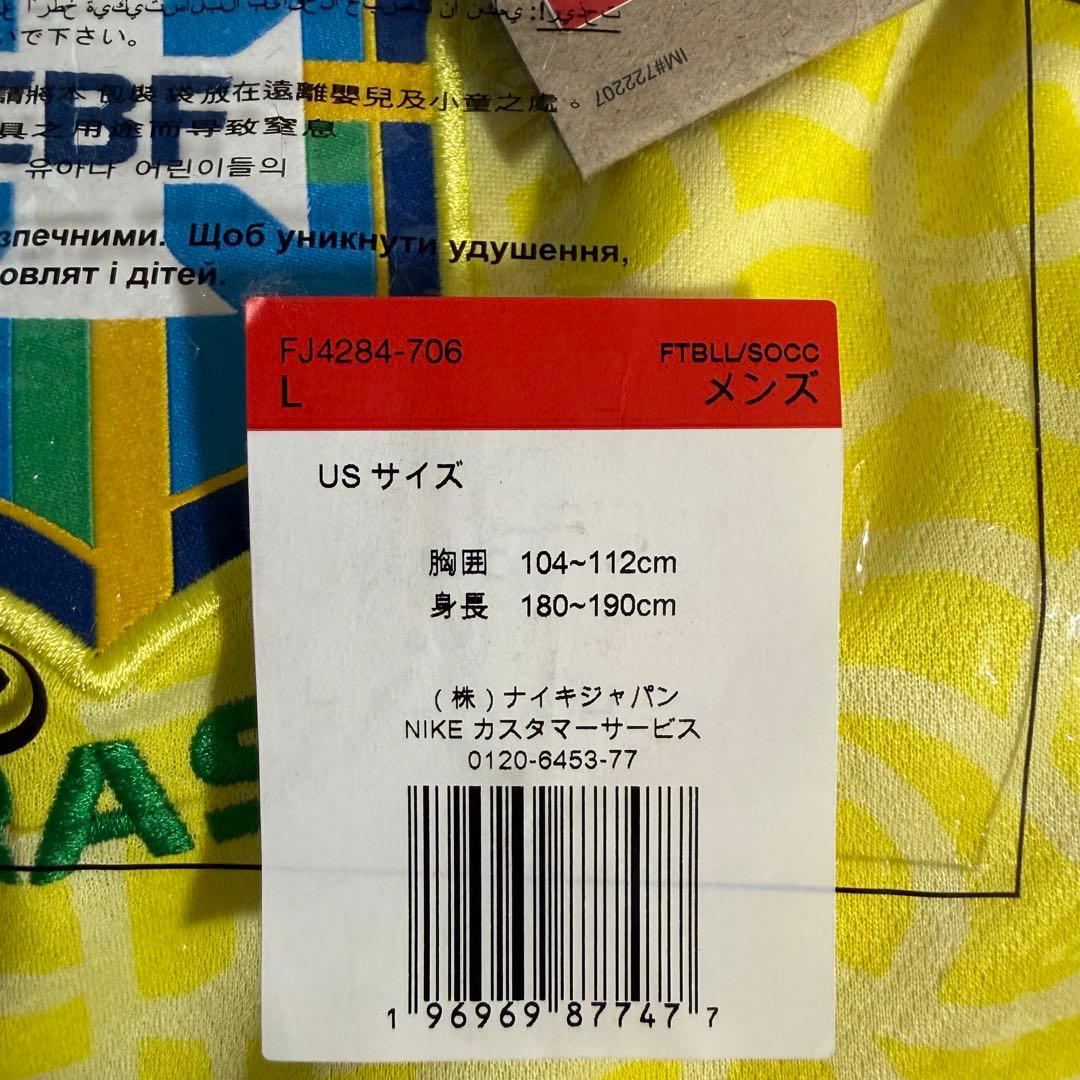 いで下さい。
請將本包裝袋放在遠離嬰兒及小童之處。
具之用途而导致窒息
유아나 어린이들의
зпечними. Щоб уникнути удушення,
овлят і дітей.
CBF
IM#722207
FJ4284-706
FTBLL/SOCC
L
メンズ
US サイズ
胸囲 104~112cm
身長 180~190cm
(株)ナイキジャパン
NIKE カスタマーサービス
0120-6453-77
1 96969 87747 7
RAS